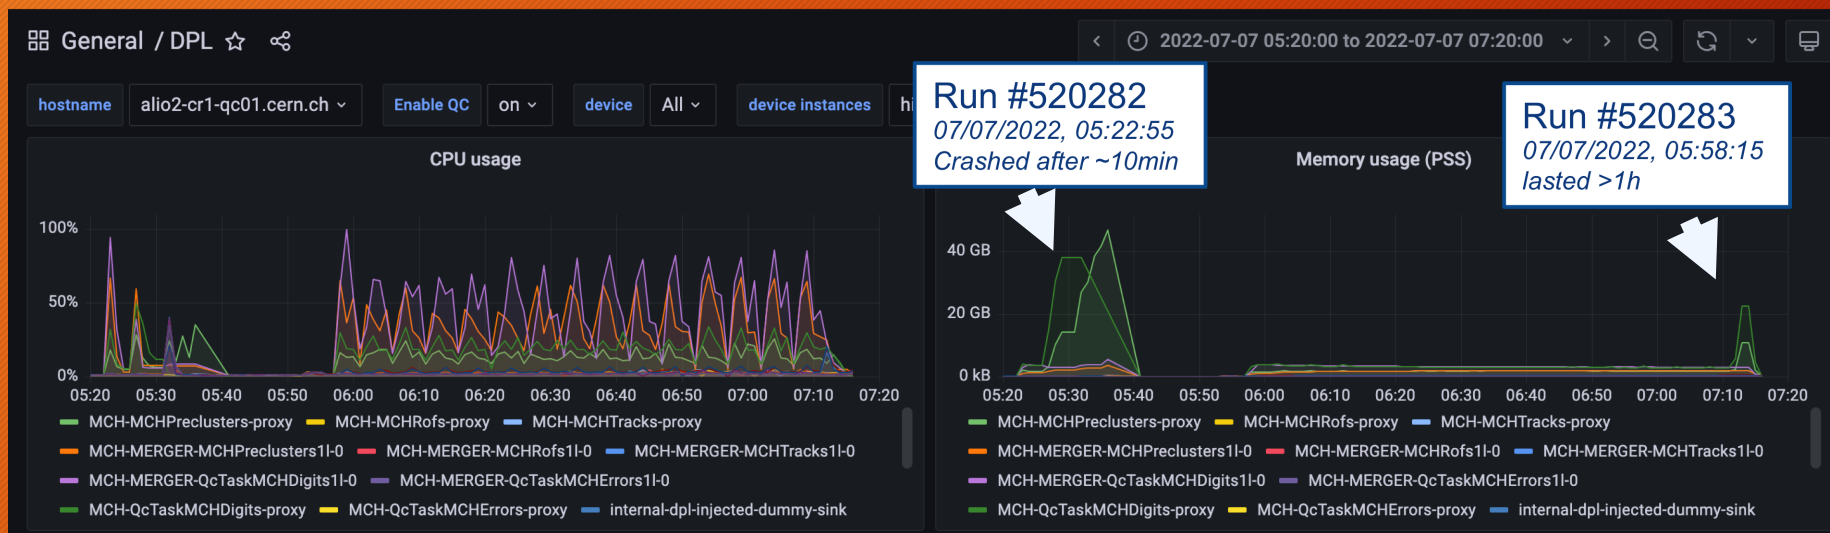 General / DPL
2022-07-07 05:20:00 to 2022-07-07 07:20:00
hostname alio2-cr1-qc01.cern.ch Enable QC on device All device instances
Run #520282
07/07/2022, 05:22:55
Crashed after ~10min
Run #520283
07/07/2022, 05:58:15
lasted >1h
CPU usage
100%
50%
0%
05:20 05:30 05:40 05:50 06:00 06:10 06:20 06:30 06:40 06:50 07:00 07:10 07:20
MCH-MCHPreclusters-proxy MCH-MCHRofs-proxy MCH-MCHTracks-proxy
MCH-MERGER-MCHPreclusters1l-0 MCH-MERGER-MCHRofs1l-0 MCH-MERGER-MCHTracks1l-0
MCH-MERGER-QcTaskMCHDigits1l-0 MCH-MERGER-QcTaskMCHErrors1l-0
MCH-QcTaskMCHDigits-proxy MCH-QcTaskMCHErrors-proxy internal-dpl-injected-dummy-sink
Memory usage (PSS)
40 GB
20 GB
0 kB
05:20 05:30 05:40 05:50 06:00 06:10 06:20 06:30 06:40 06:50 07:00 07:10 07:20
MCH-MCHPreclusters-proxy MCH-MCHRofs-proxy MCH-MCHTracks-proxy
MCH-MERGER-MCHPreclusters1l-0 MCH-MERGER-MCHRofs1l-0 MCH-MERGER-MCHTracks1l-0
MCH-MERGER-QcTaskMCHDigits1l-0 MCH-MERGER-QcTaskMCHErrors1l-0
MCH-QcTaskMCHDigits-proxy MCH-QcTaskMCHErrors-proxy internal-dpl-injected-dummy-sink